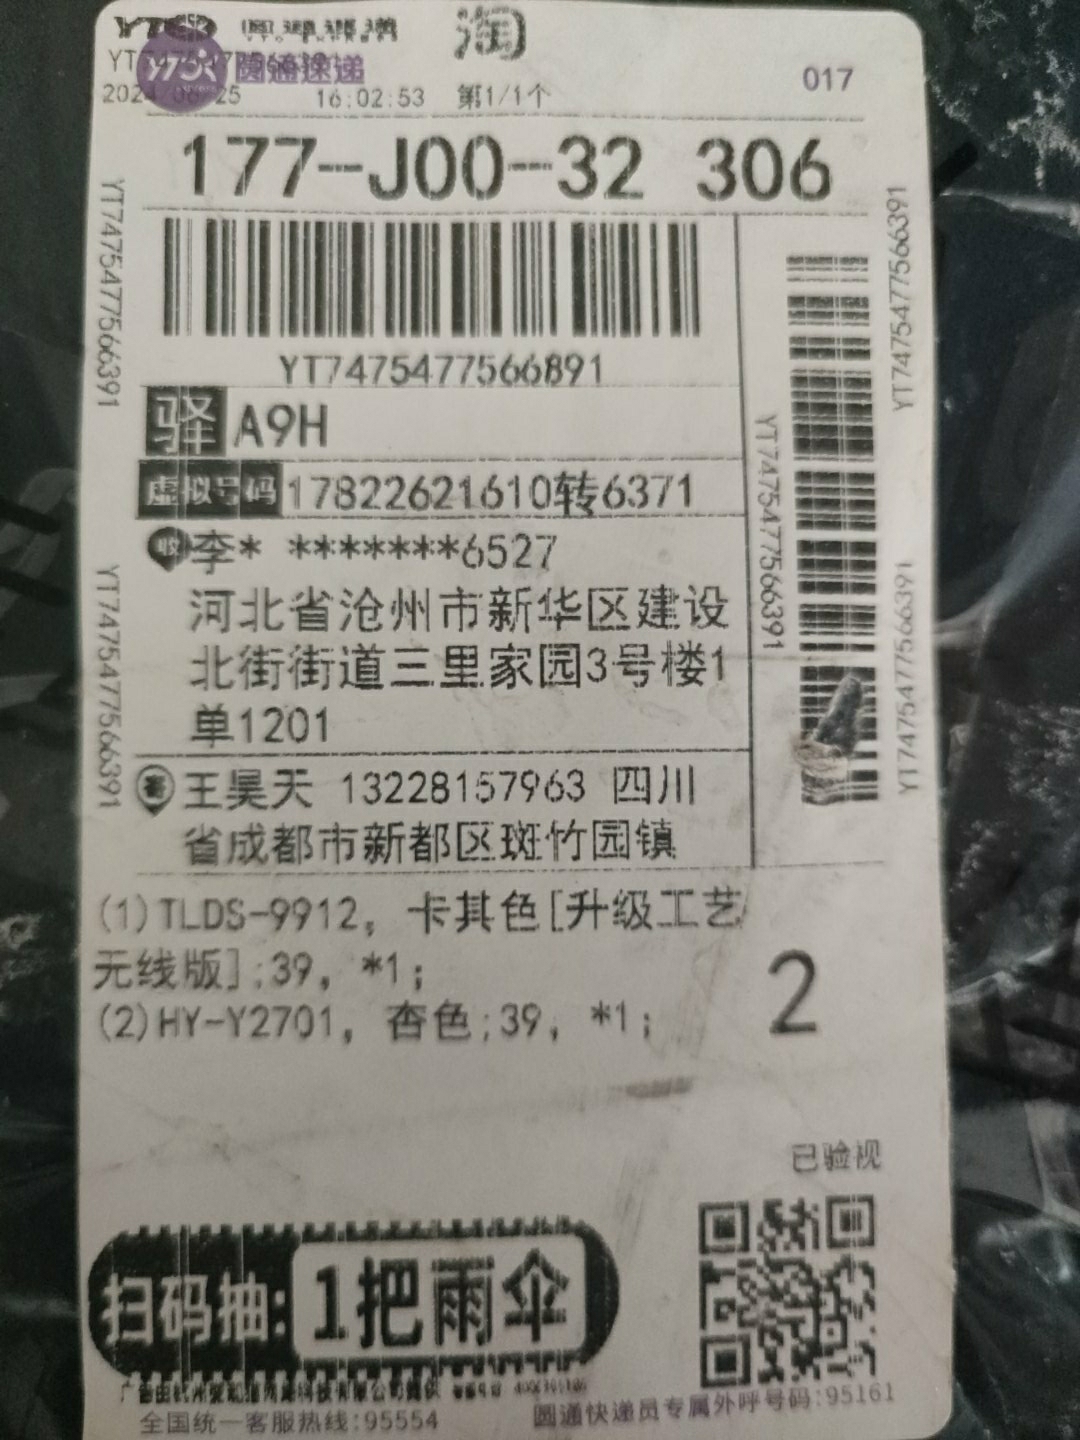 圆通速递
16:02:53 第1/1个
淘
017
177-J00-32 306
YT7475477566391
YT7475477566391
YT7475477566391
YT7475477566391
YT7475477566391
YT7475477566891
驿 A9H
虚拟号码 17822621610转6371
收 李* *******6527
河北省沧州市新华区建设
北街街道三里家园3号楼1
单1201
寄 王昊天 13228157963 四川
省成都市新都区斑竹园镇
(1)TLDS-9912, 卡其色[升级工艺
无线版];39, *1;
(2)HY-Y2701, 杏色;39, *1;
2
已验视
扫码抽: 1把雨伞
全国统一客服热线:95554
圆通快递员专属外呼号码:95161